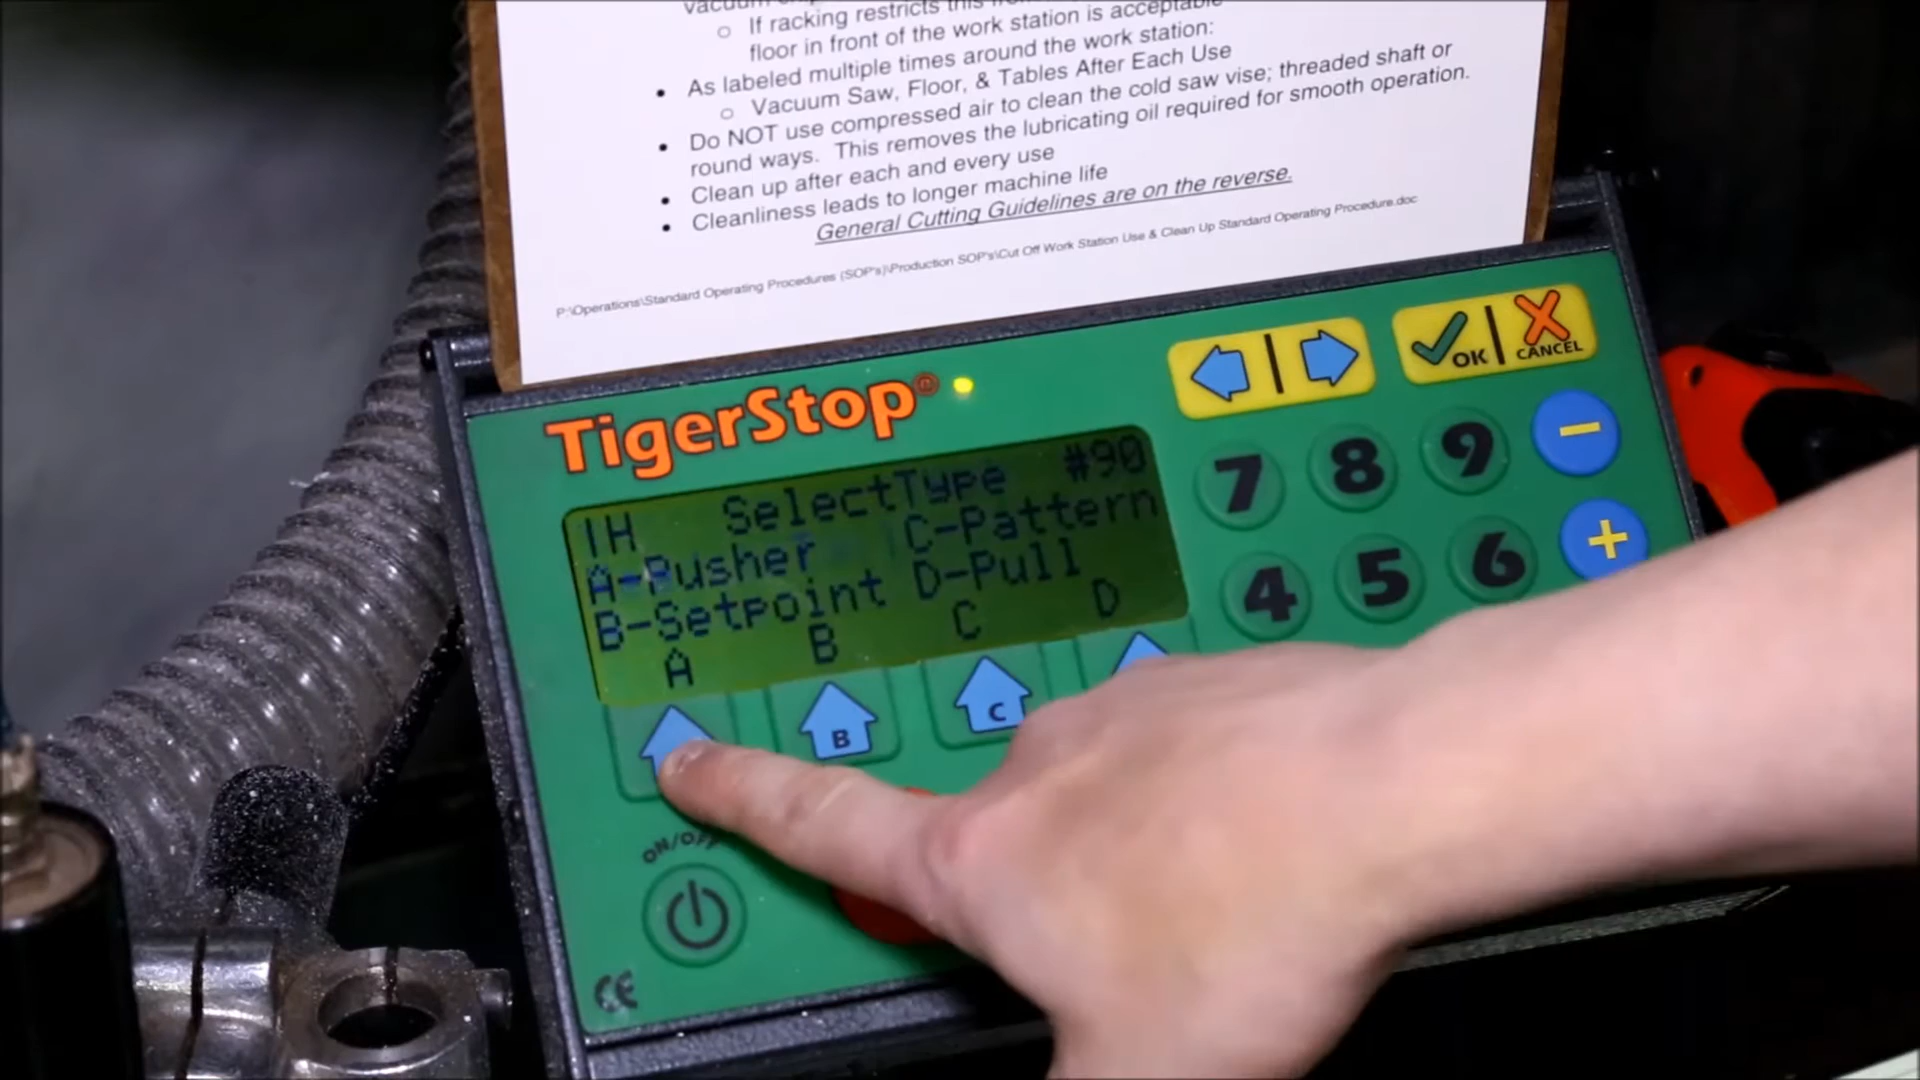 vacuum
If racking restricts this
floor in front of the work station is acceptable
• As labeled multiple times around the work station:
o Vacuum Saw, Floor, & Tables After Each Use
• Do NOT use compressed air to clean the cold saw vise; threaded shaft or
round ways. This removes the lubricating oil required for smooth operation.
• Clean up after each and every use
• Cleanliness leads to longer machine life
General Cutting Guidelines are on the reverse.
P:\Operations\Standard Operating Procedures (SOP's)\Production SOP's\Cut Off Work Station Use & Clean Up Standard Operating Procedure.doc
TigerStop®
OK | CANCEL
IH SelectType #90
A-Pusher C-Pattern
B-Setpoint D-Pull
A B C D
B C
7 8 9 −
4 5 6 +
ON/OFF
CE